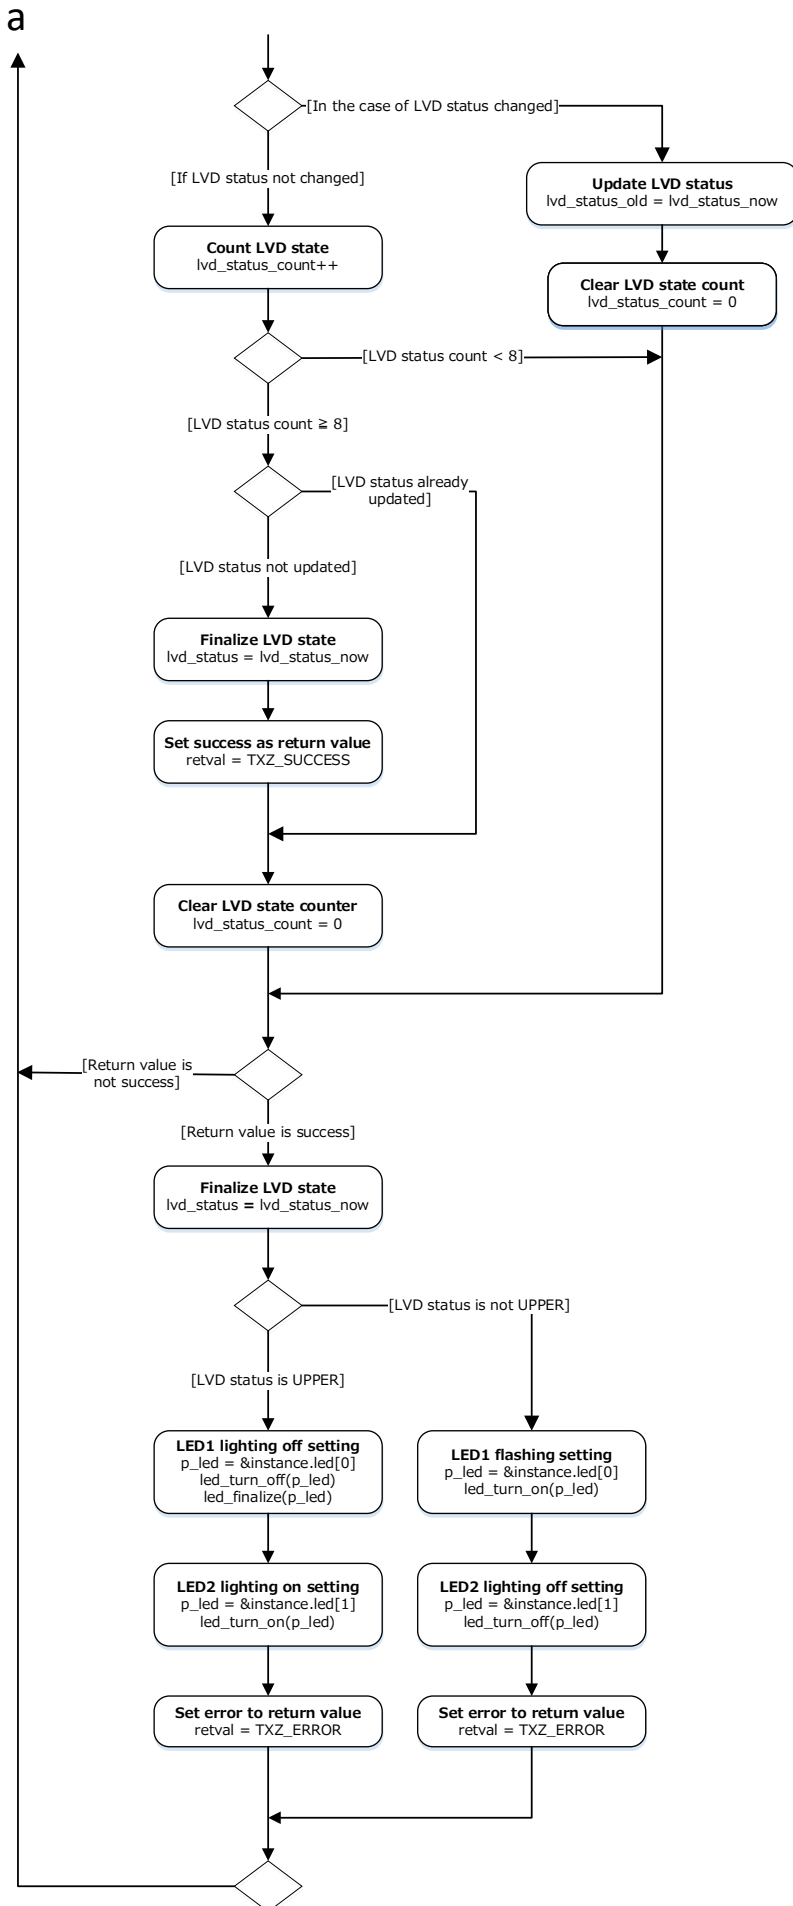 a
[In the case of LVD status changed]
[If LVD status not changed]
Update LVD status
lvd_status_old = lvd_status_now
Count LVD state
lvd_status_count++
Clear LVD state count
lvd_status_count = 0
[LVD status count < 8]
[LVD status count ≧ 8]
[LVD status already
updated]
[LVD status not updated]
Finalize LVD state
lvd_status = lvd_status_now
Set success as return value
retval = TXZ_SUCCESS
Clear LVD state counter
lvd_status_count = 0
[Return value is
not success]
[Return value is success]
Finalize LVD state
lvd_status = lvd_status_now
[LVD status is not UPPER]
[LVD status is UPPER]
LED1 lighting off setting
p_led = &instance.led[0]
led_turn_off(p_led)
led_finalize(p_led)
LED1 flashing setting
p_led = &instance.led[0]
led_turn_on(p_led)
LED2 lighting on setting
p_led = &instance.led[1]
led_turn_on(p_led)
LED2 lighting off setting
p_led = &instance.led[1]
led_turn_off(p_led)
Set error to return value
retval = TXZ_ERROR
Set error to return value
retval = TXZ_ERROR